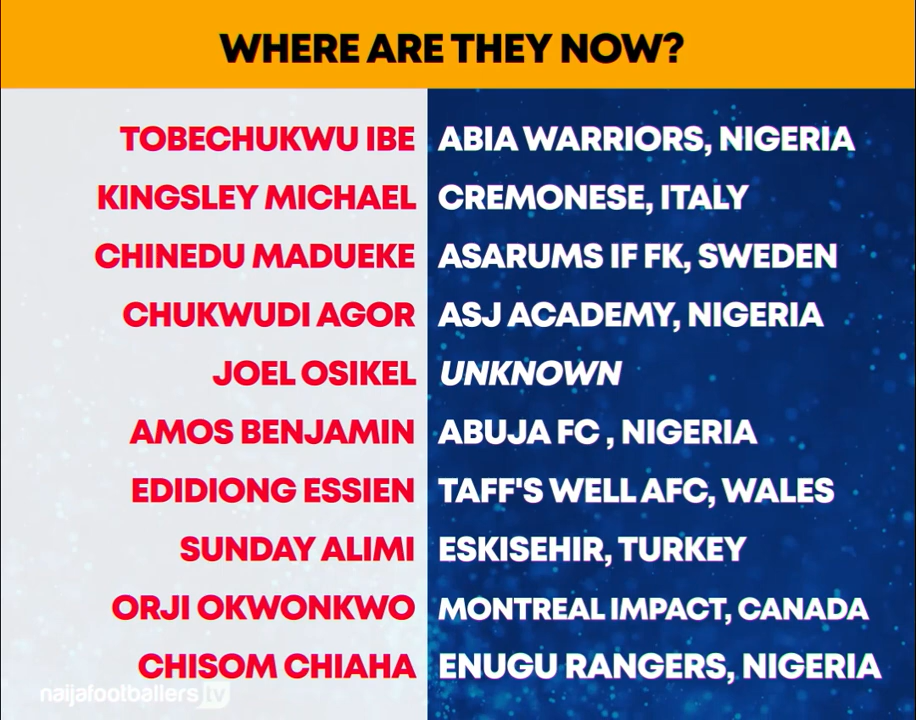 WHERE ARE THEY NOW?
TOBECHUKWU IBE ABIA WARRIORS, NIGERIA
KINGSLEY MICHAEL CREMONESE, ITALY
CHINEDU MADUEKE ASARUMS IF FK, SWEDEN
CHUKWUDI AGOR ASJ ACADEMY, NIGERIA
JOEL OSIKEL UNKNOWN
AMOS BENJAMIN ABUJA FC , NIGERIA
EDIDIONG ESSIEN TAFF'S WELL AFC, WALES
SUNDAY ALIMI ESKISEHIR, TURKEY
ORJI OKWONKWO MONTREAL IMPACT, CANADA
CHISOM CHIAHA ENUGU RANGERS, NIGERIA
naijafootballers tv